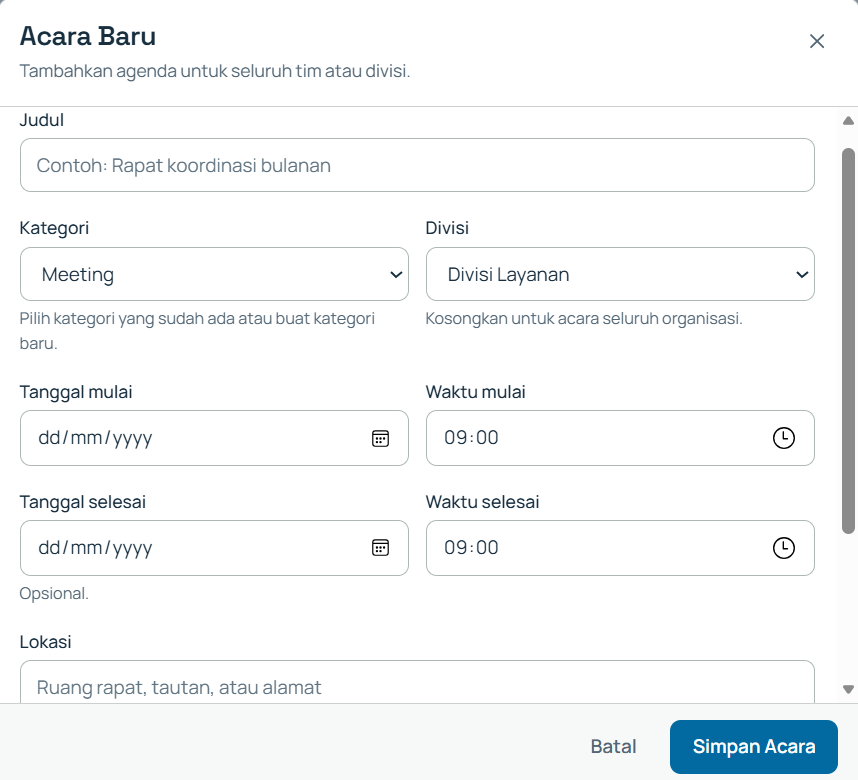 Acara Baru
Tambahkan agenda untuk seluruh tim atau divisi.
Judul
Contoh: Rapat koordinasi bulanan
Kategori
Divisi
Meeting
Divisi Layanan
Pilih kategori yang sudah ada atau buat kategori
baru.
Kosongkan untuk acara seluruh organisasi.
Tanggal mulai
Waktu mulai
dd/mm/yyyy
09:00
Tanggal selesai
Waktu selesai
dd/mm/yyyy
09:00
Opsional.
Lokasi
Ruang rapat, tautan, atau alamat
Batal
Simpan Acara